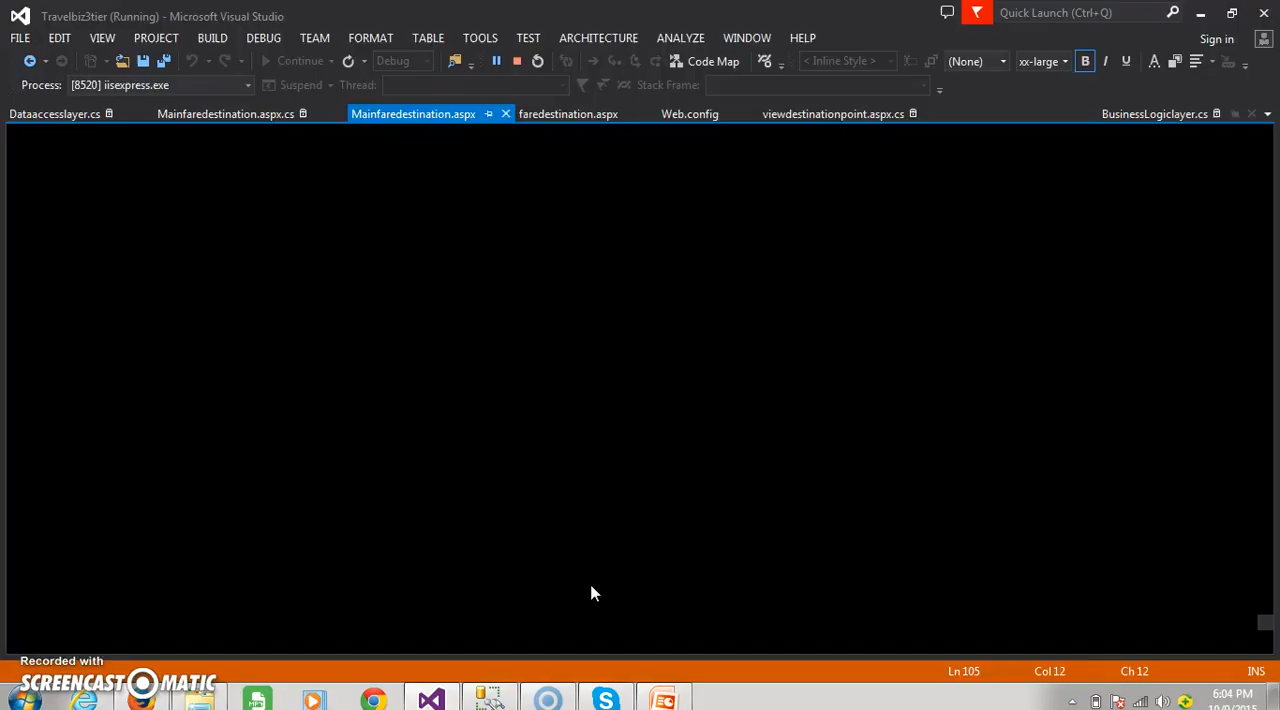 Travelbiz3tier (Running) - Microsoft Visual Studio
Quick Launch (Ctrl+Q)
FILE EDIT VIEW PROJECT BUILD DEBUG TEAM FORMAT TABLE TOOLS TEST ARCHITECTURE ANALYZE WINDOW HELP
Sign in
Continue Debug Code Map < Inline Style > (None) xx-large B I U A
Process: [8520] iisexpress.exe Suspend Thread: Stack Frame:
Dataaccesslayer.cs Mainfaredestination.aspx.cs Mainfaredestination.aspx faredestination.aspx Web.config viewdestinationpoint.aspx.cs BusinessLogiclayer.cs
Recorded with
SCREENCAST MATIC
Ln 105 Col 12 Ch 12 INS
6:04 PM
10/9/2015